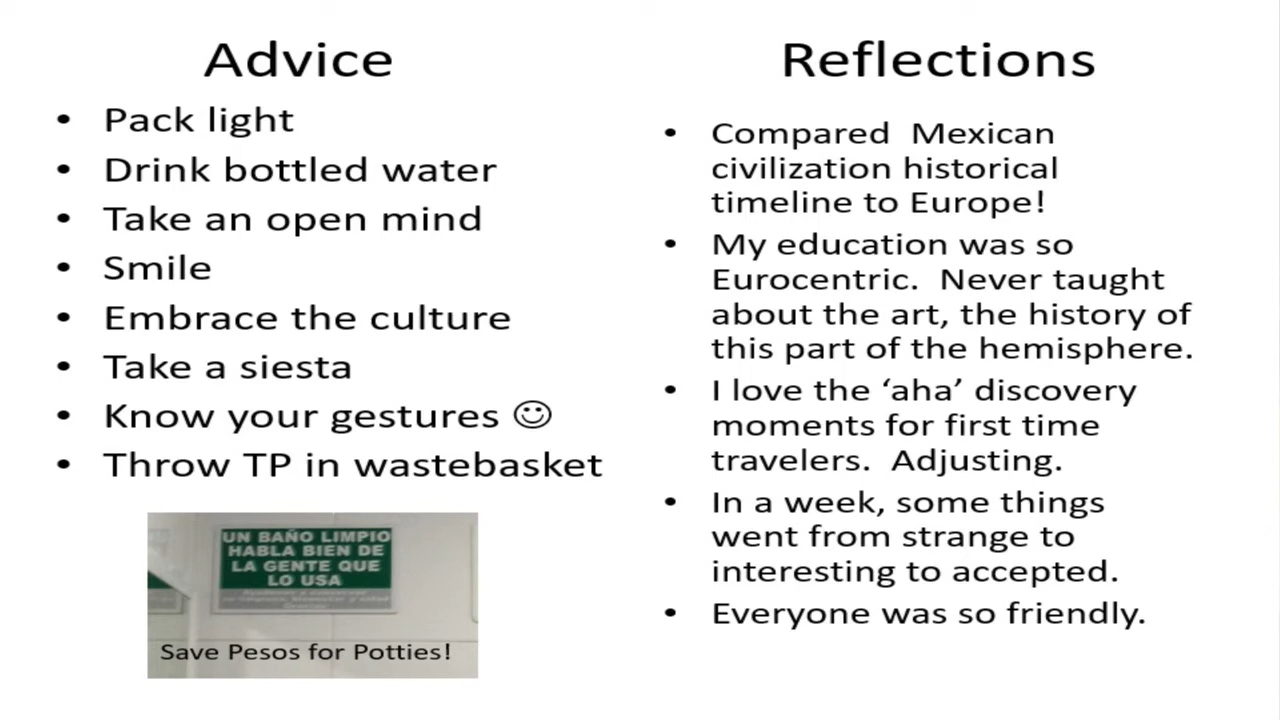 Advice
• Pack light
• Drink bottled water
• Take an open mind
• Smile
• Embrace the culture
• Take a siesta
• Know your gestures ☺
• Throw TP in wastebasket
UN BAÑO LIMPIO
HABLA BIEN DE
LA GENTE QUE
LO USA
Save Pesos for Potties!
Reflections
• Compared  Mexican
civilization historical
timeline to Europe!
• My education was so
Eurocentric.  Never taught
about the art, the history of
this part of the hemisphere.
• I love the ‘aha’ discovery
moments for first time
travelers.  Adjusting.
• In a week, some things
went from strange to
interesting to accepted.
• Everyone was so friendly.